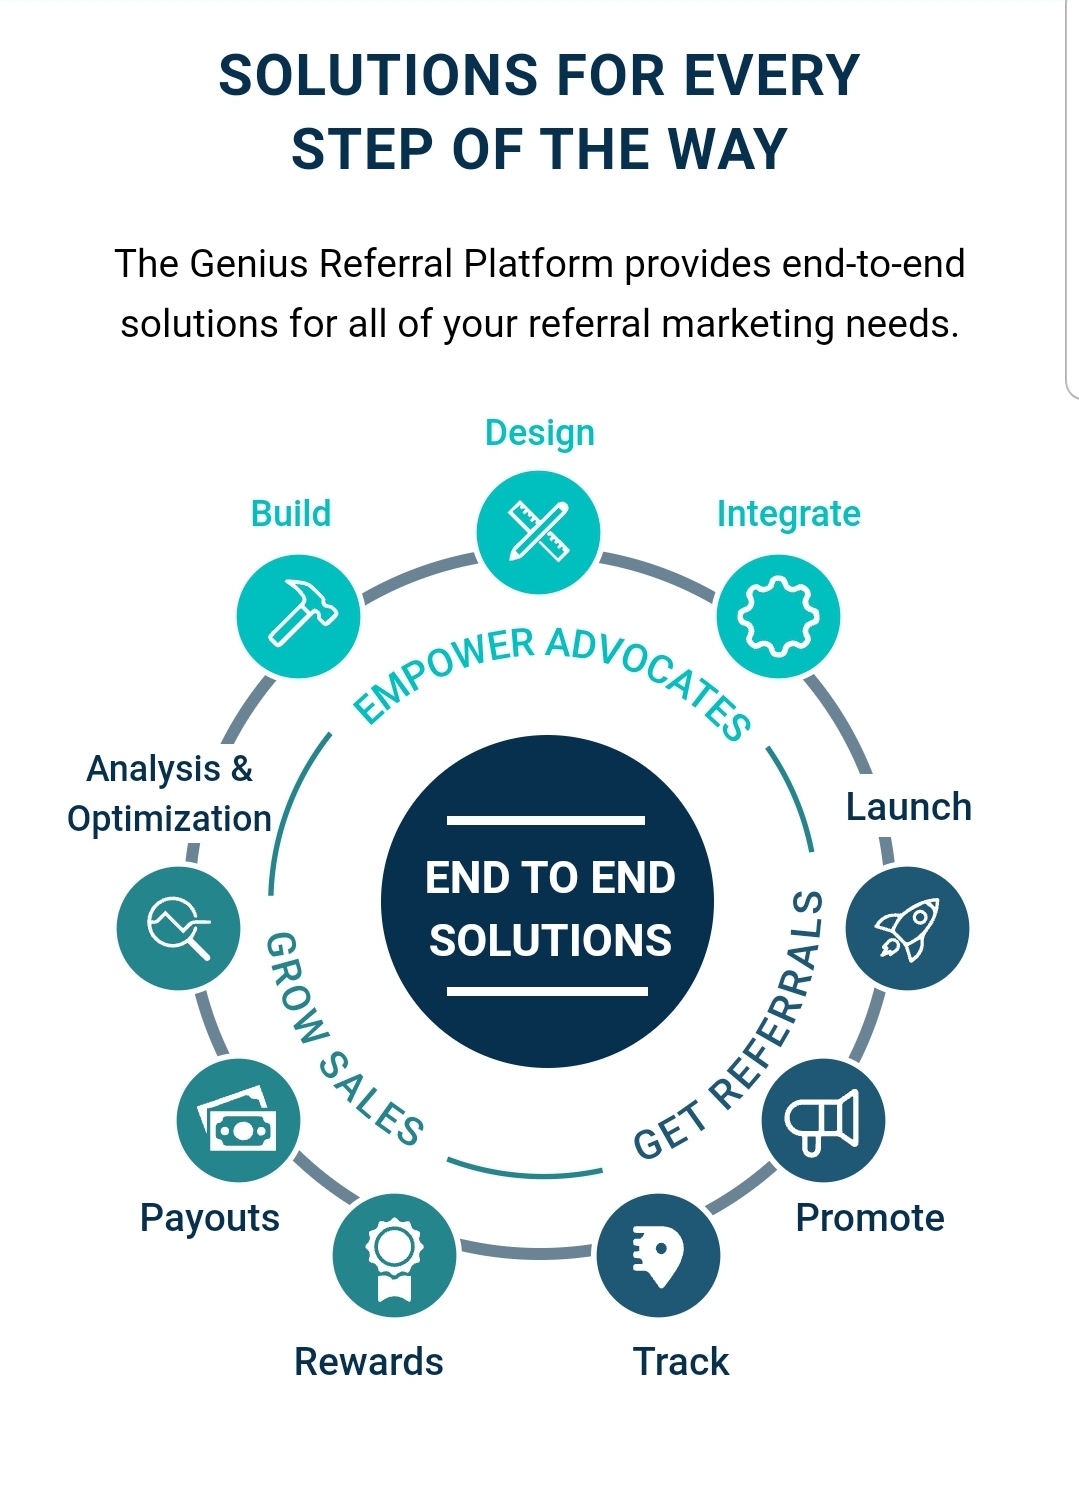 SOLUTIONS FOR EVERY
STEP OF THE WAY
The Genius Referral Platform provides end-to-end
solutions for all of your referral marketing needs.
Design
Build
Integrate
EMPOWER ADVOCATES
Analysis &
Optimization
Launch
END TO END
SOLUTIONS
GROW SALES
GET REFERRALS
Payouts
Promote
Rewards
Track